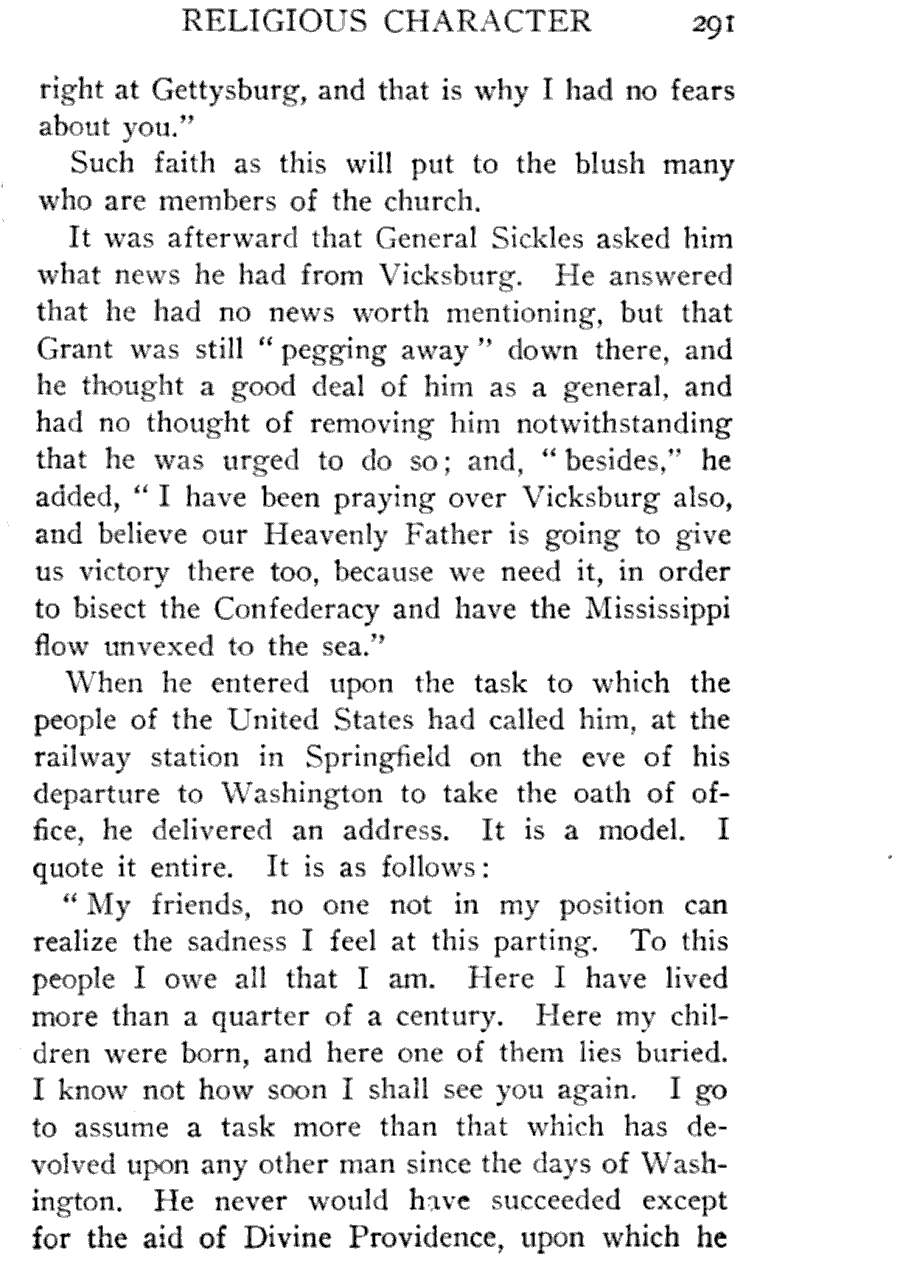 RELIGIOUS CHARACTER 291
right at Gettysburg, and that is why I had no fears
about you.”
Such faith as this will put to the blush many
who are members of the church.
It was afterward that General Sickles asked him
what news he had from Vicksburg. He answered
that he had no news worth mentioning, but that
Grant was still “ pegging away ” down there, and
he thought a good deal of him as a general, and
had no thought of removing him notwithstanding
that he was urged to do so; and, “ besides,” he
added, “ I have been praying over Vicksburg also,
and believe our Heavenly Father is going to give
us victory there too, because we need it, in order
to bisect the Confederacy and have the Mississippi
flow unvexed to the sea.”
When he entered upon the task to which the
people of the United States had called him, at the
railway station in Springfield on the eve of his
departure to Washington to take the oath of of-
fice, he delivered an address. It is a model. I
quote it entire. It is as follows:
“ My friends, no one not in my position can
realize the sadness I feel at this parting. To this
people I owe all that I am. Here I have lived
more than a quarter of a century. Here my chil-
dren were born, and here one of them lies buried.
I know not how soon I shall see you again. I go
to assume a task more than that which has de-
volved upon any other man since the days of Wash-
ington. He never would have succeeded except
for the aid of Divine Providence, upon which he